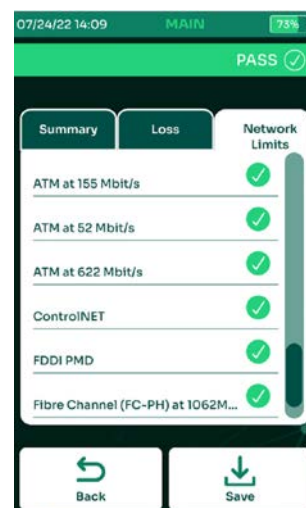 07/24/22 14:09 MAIN 73%
PASS
Summary Loss Network
Limits
ATM at 155 Mbit/s
ATM at 52 Mbit/s
ATM at 622 Mbit/s
ControlNET
FDDI PMD
Fibre Channel (FC-PH) at 1062M...
Back Save